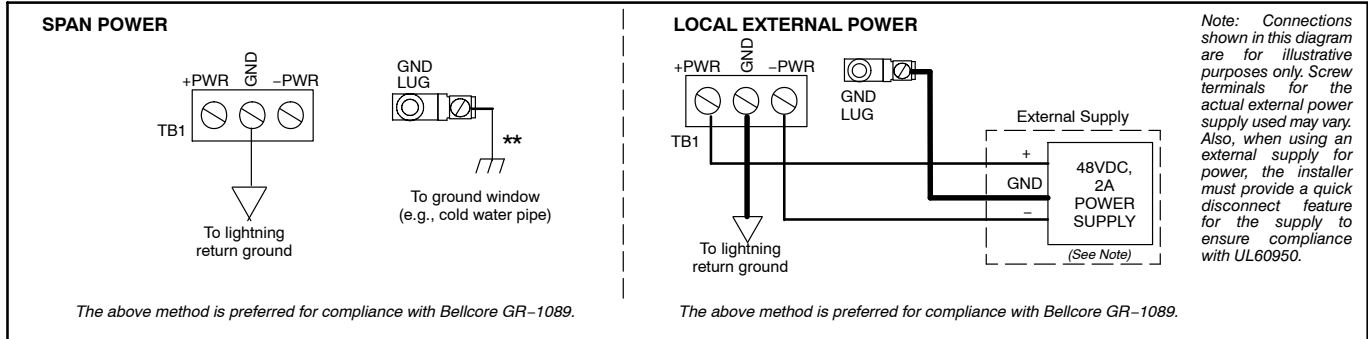 SPAN POWER
+PWR
GND
−PWR
TB1
To lightning
return ground
GND
LUG
**
To ground window
(e.g., cold water pipe)
The above method is preferred for compliance with Bellcore GR−1089.
LOCAL EXTERNAL POWER
+PWR
GND
−PWR
TB1
GND
LUG
To lightning
return ground
External Supply
+
GND
−
48VDC,
2A
POWER
SUPPLY
(See Note)
The above method is preferred for compliance with Bellcore GR−1089.
Note: Connections
shown in this diagram
are for illustrative
purposes only. Screw
terminals for the
actual external power
supply used may vary.
Also, when using an
external supply for
power, the installer
must provide a quick
disconnect feature
for the supply to
ensure compliance
with UL60950.